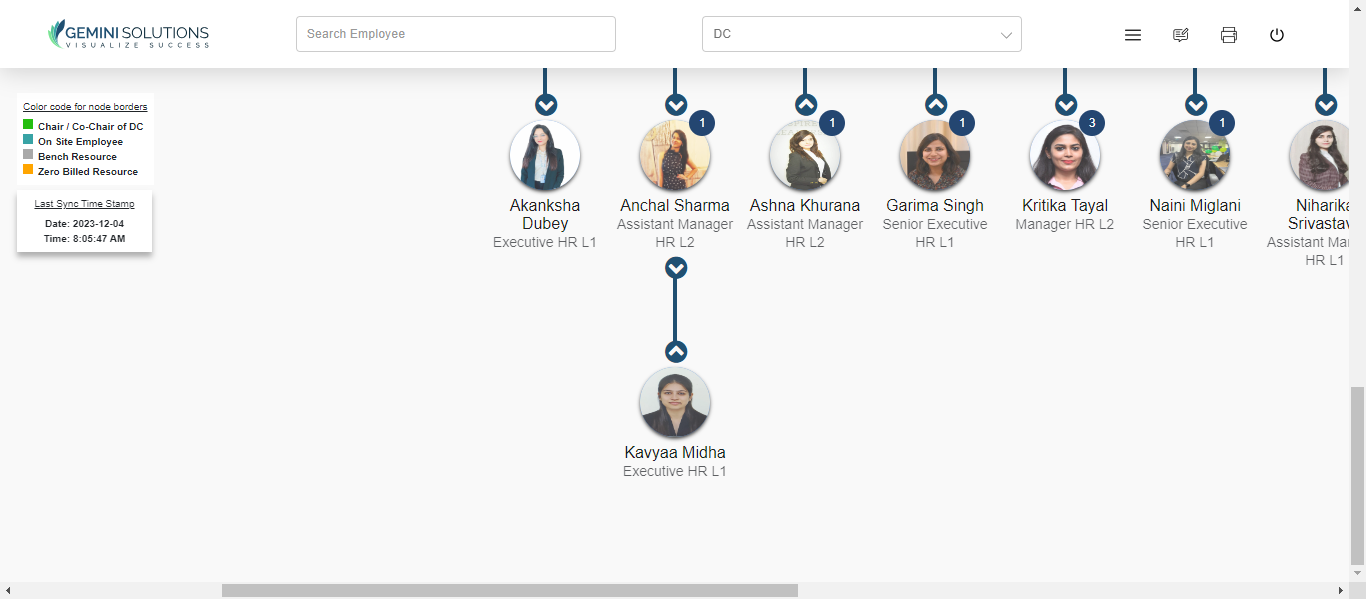 GEMINI SOLUTIONS
VISUALIZE SUCCESS
Search Employee
DC
Color code for node borders
Chair / Co-Chair of DC
On Site Employee
Bench Resource
Zero Billed Resource
Last Sync Time Stamp
Date: 2023-12-04
Time: 8:05:47 AM
Akanksha
Dubey
Executive HR L1
1
Anchal Sharma
Assistant Manager
HR L2
1
Ashna Khurana
Assistant Manager
HR L2
1
Garima Singh
Senior Executive
HR L1
3
Kritika Tayal
Manager HR L2
1
Naini Miglani
Senior Executive
HR L1
Niharika
Srivastav
Assistant Ma
HR L1
Kavyaa Midha
Executive HR L1